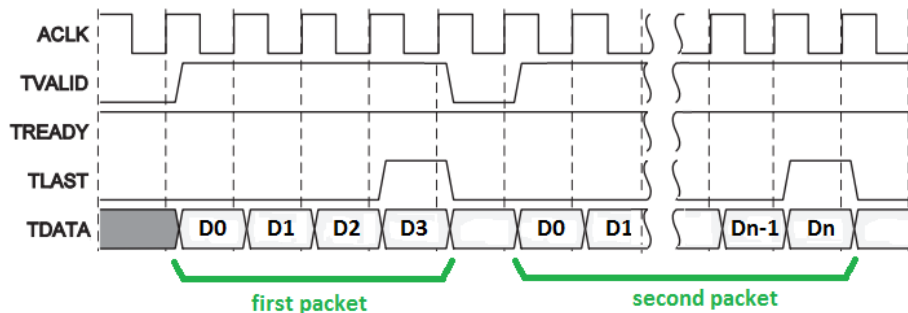 ACLK
TVALID
TREADY
TLAST
TDATA D0 D1 D2 D3 D0 D1 Dn-1 Dn
first packet second packet